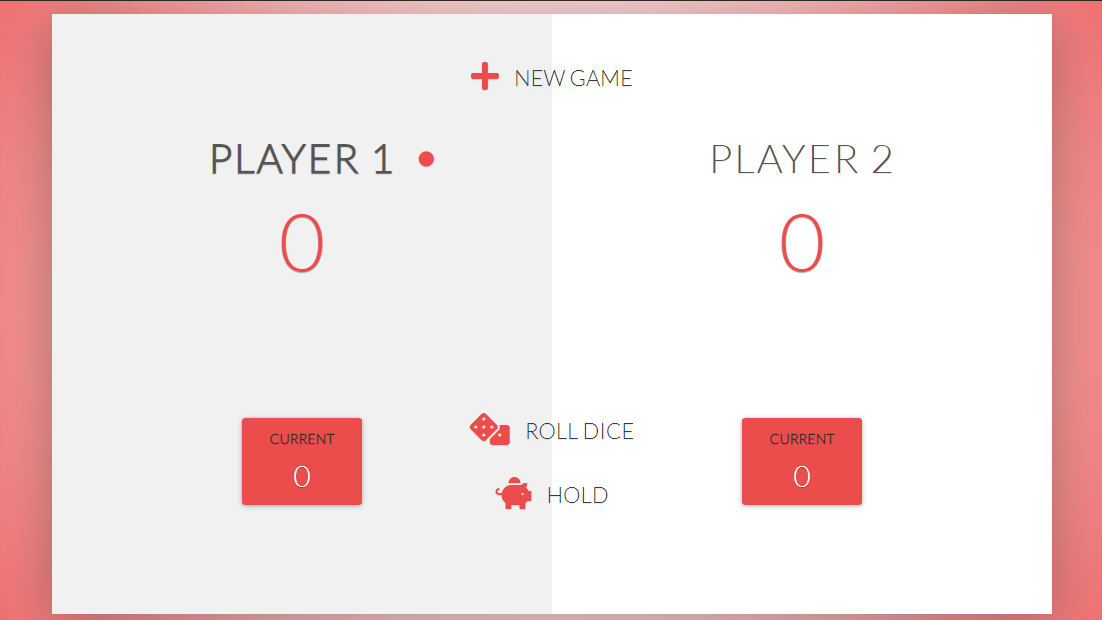 NEW GAME
PLAYER 1
0
PLAYER 2
0
CURRENT
0
ROLL DICE
HOLD
CURRENT
0